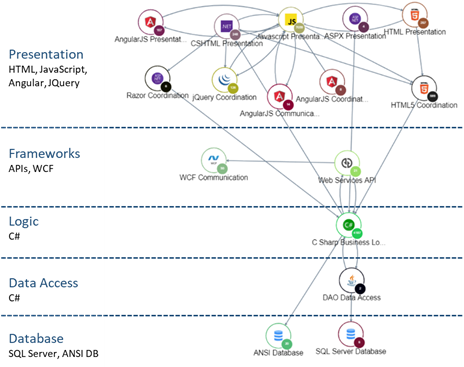 AngularJS Presentat...
CSHTML Presentation
Javascript Presenta...
ASPX Presentation
HTML Presentation
Presentation
HTML, JavaScript,
Angular, JQuery
Razor Coordination
jQuery Coordination
AngularJS Communica...
AngularJS Coordinat...
HTML5 Coordination
Frameworks
APIs, WCF
WCF Communication
Web Services API
Logic
C#
C#
C Sharp Business Lo...
Data Access
C#
DAO Data Access
Database
SQL Server, ANSI DB
ANSI Database
SQL Server Database